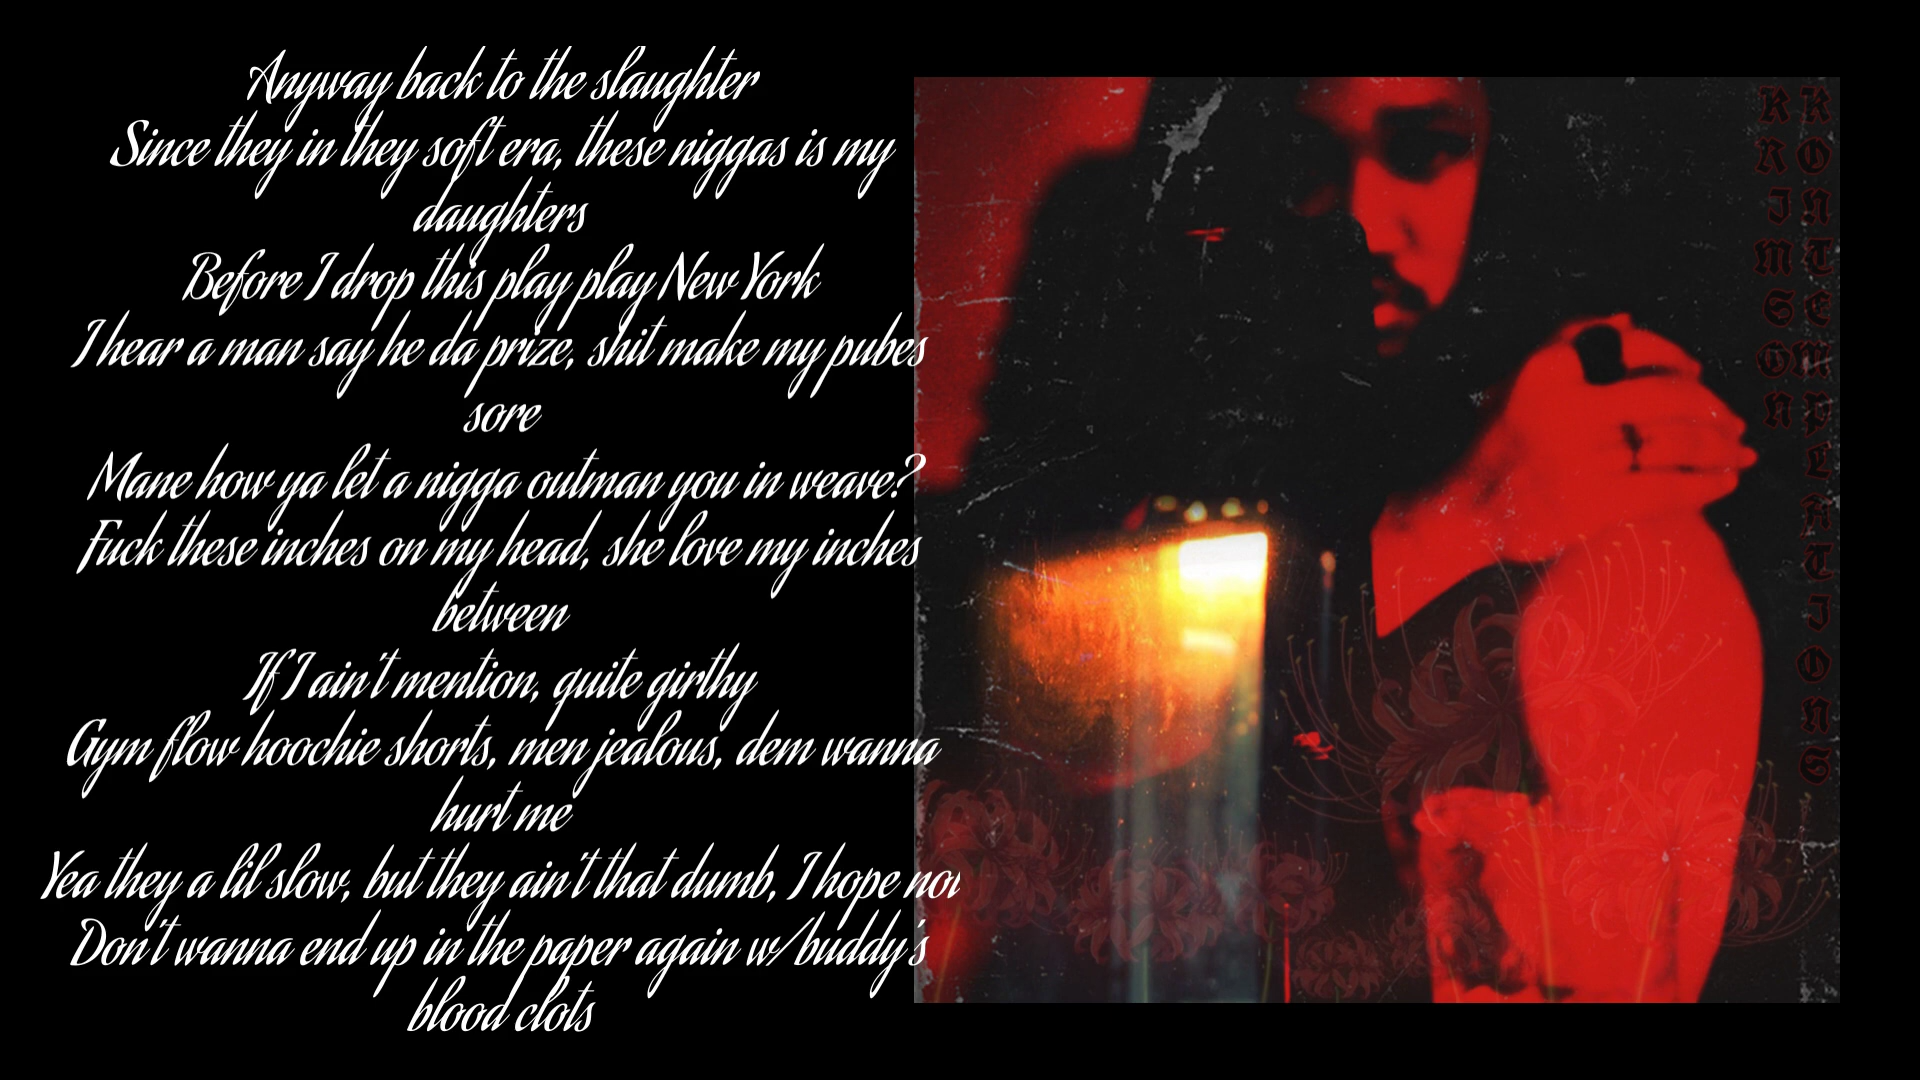 Anyway back to the slaughter
Since they in they soft era, these niggas is my
daughters
Before I drop this play play New York
I hear a man say he da prize, shit make my pubes
sore
Mane how ya let a nigga outman you in weave?
Fuck these inches on my head, she love my inches
between
If I ain't mention, quite girthy
Gym flow hoochie shorts, men jealous, dem wanna
hurt me
Yea they a lil slow, but they ain't that dumb, I hope not
Don't wanna end up in the paper again w/ buddy's
blood clots
KRIMSON
KONTEMPLATIONS